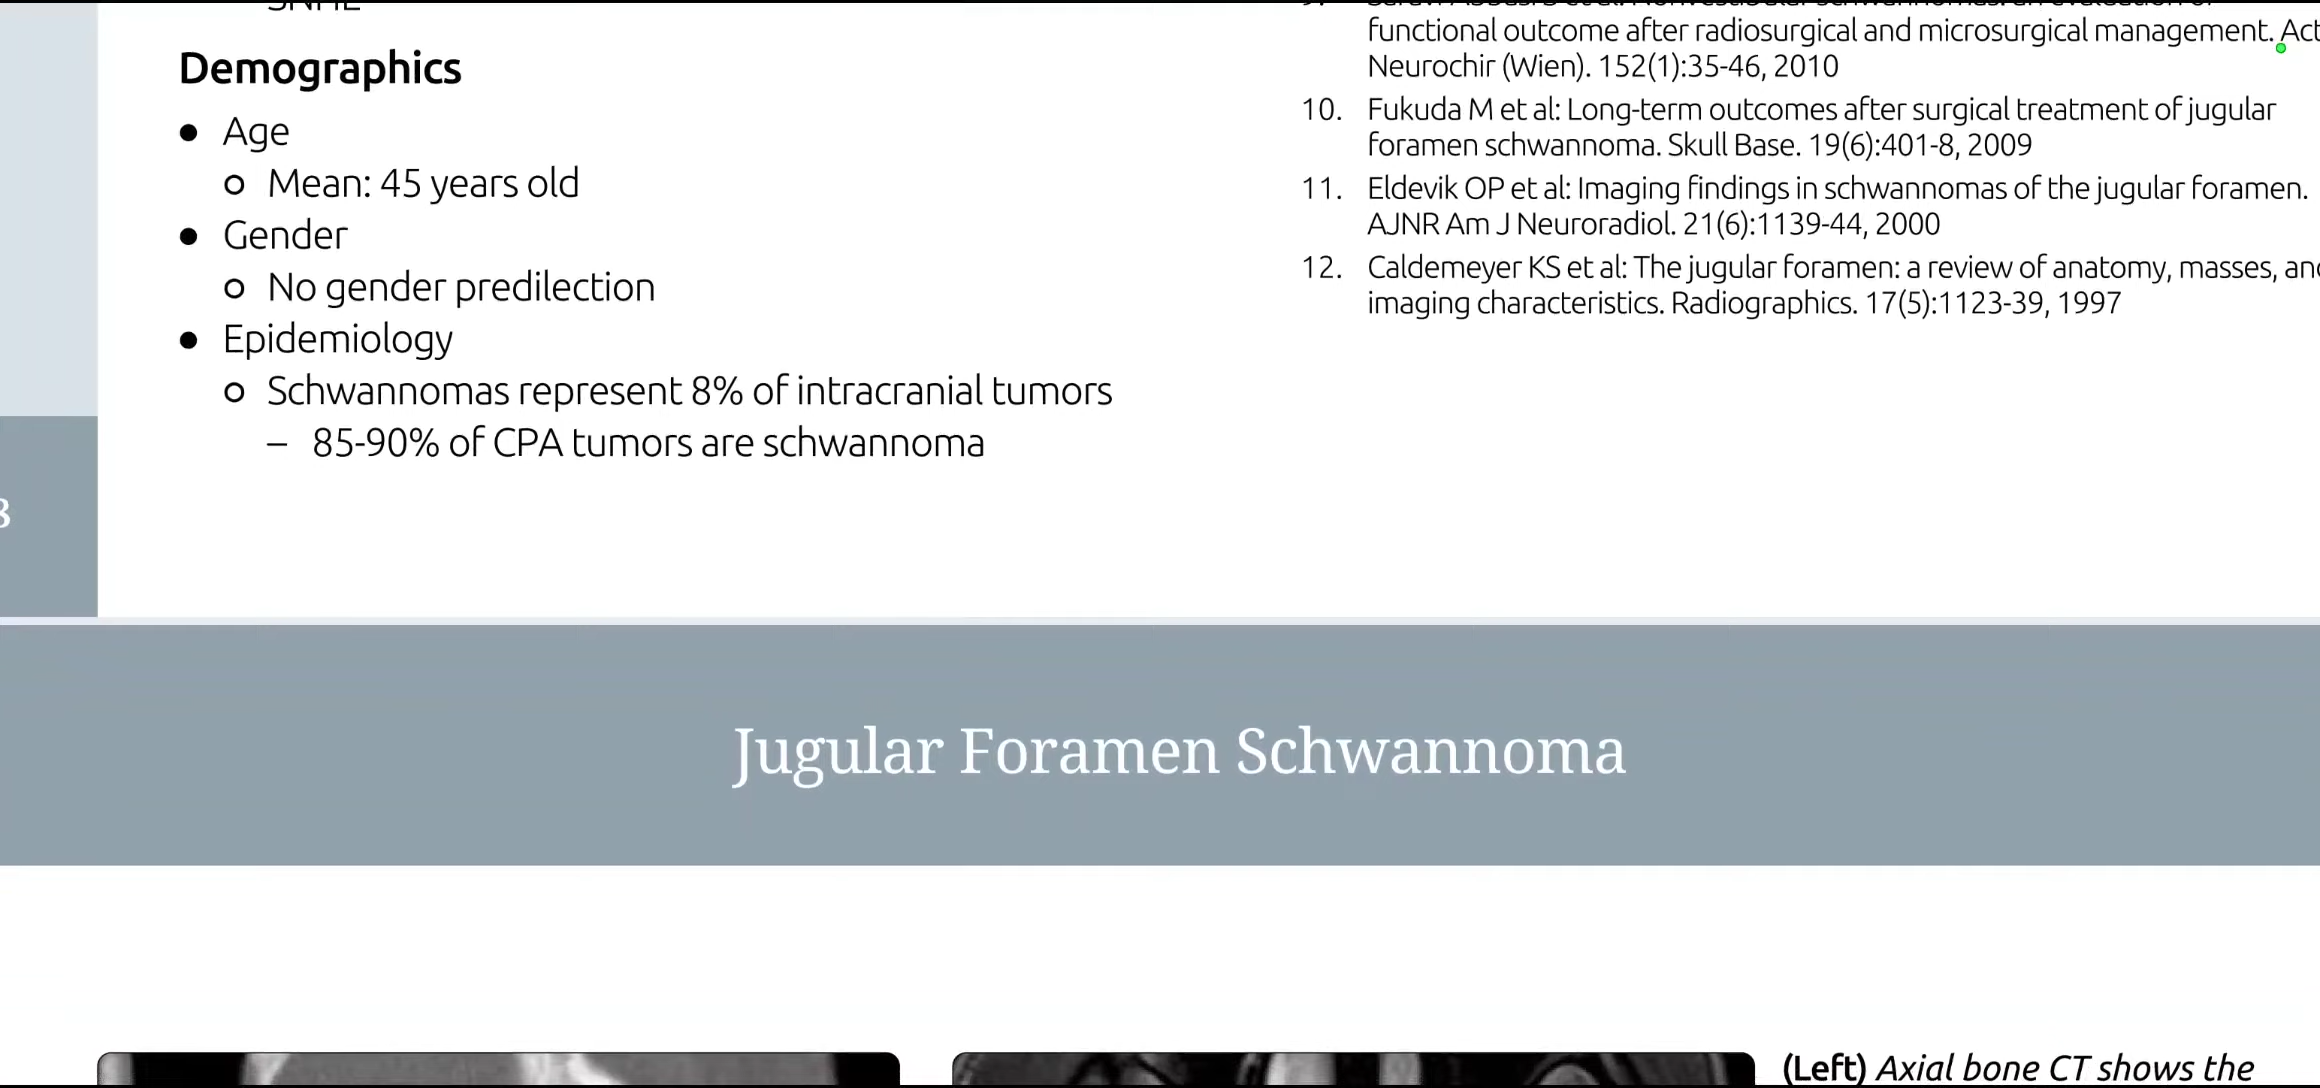 SNHL
Demographics
● Age
○ Mean: 45 years old
● Gender
○ No gender predilection
● Epidemiology
○ Schwannomas represent 8% of intracranial tumors
– 85-90% of CPA tumors are schwannoma
functional outcome after radiosurgical and microsurgical management. Act
Neurochir (Wien). 152(1):35-46, 2010
10. Fukuda M et al: Long-term outcomes after surgical treatment of jugular
foramen schwannoma. Skull Base. 19(6):401-8, 2009
11. Eldevik OP et al: Imaging findings in schwannomas of the jugular foramen.
AJNR Am J Neuroradiol. 21(6):1139-44, 2000
12. Caldemeyer KS et al: The jugular foramen: a review of anatomy, masses, and
imaging characteristics. Radiographics. 17(5):1123-39, 1997
Jugular Foramen Schwannoma
(Left) Axial bone CT shows the